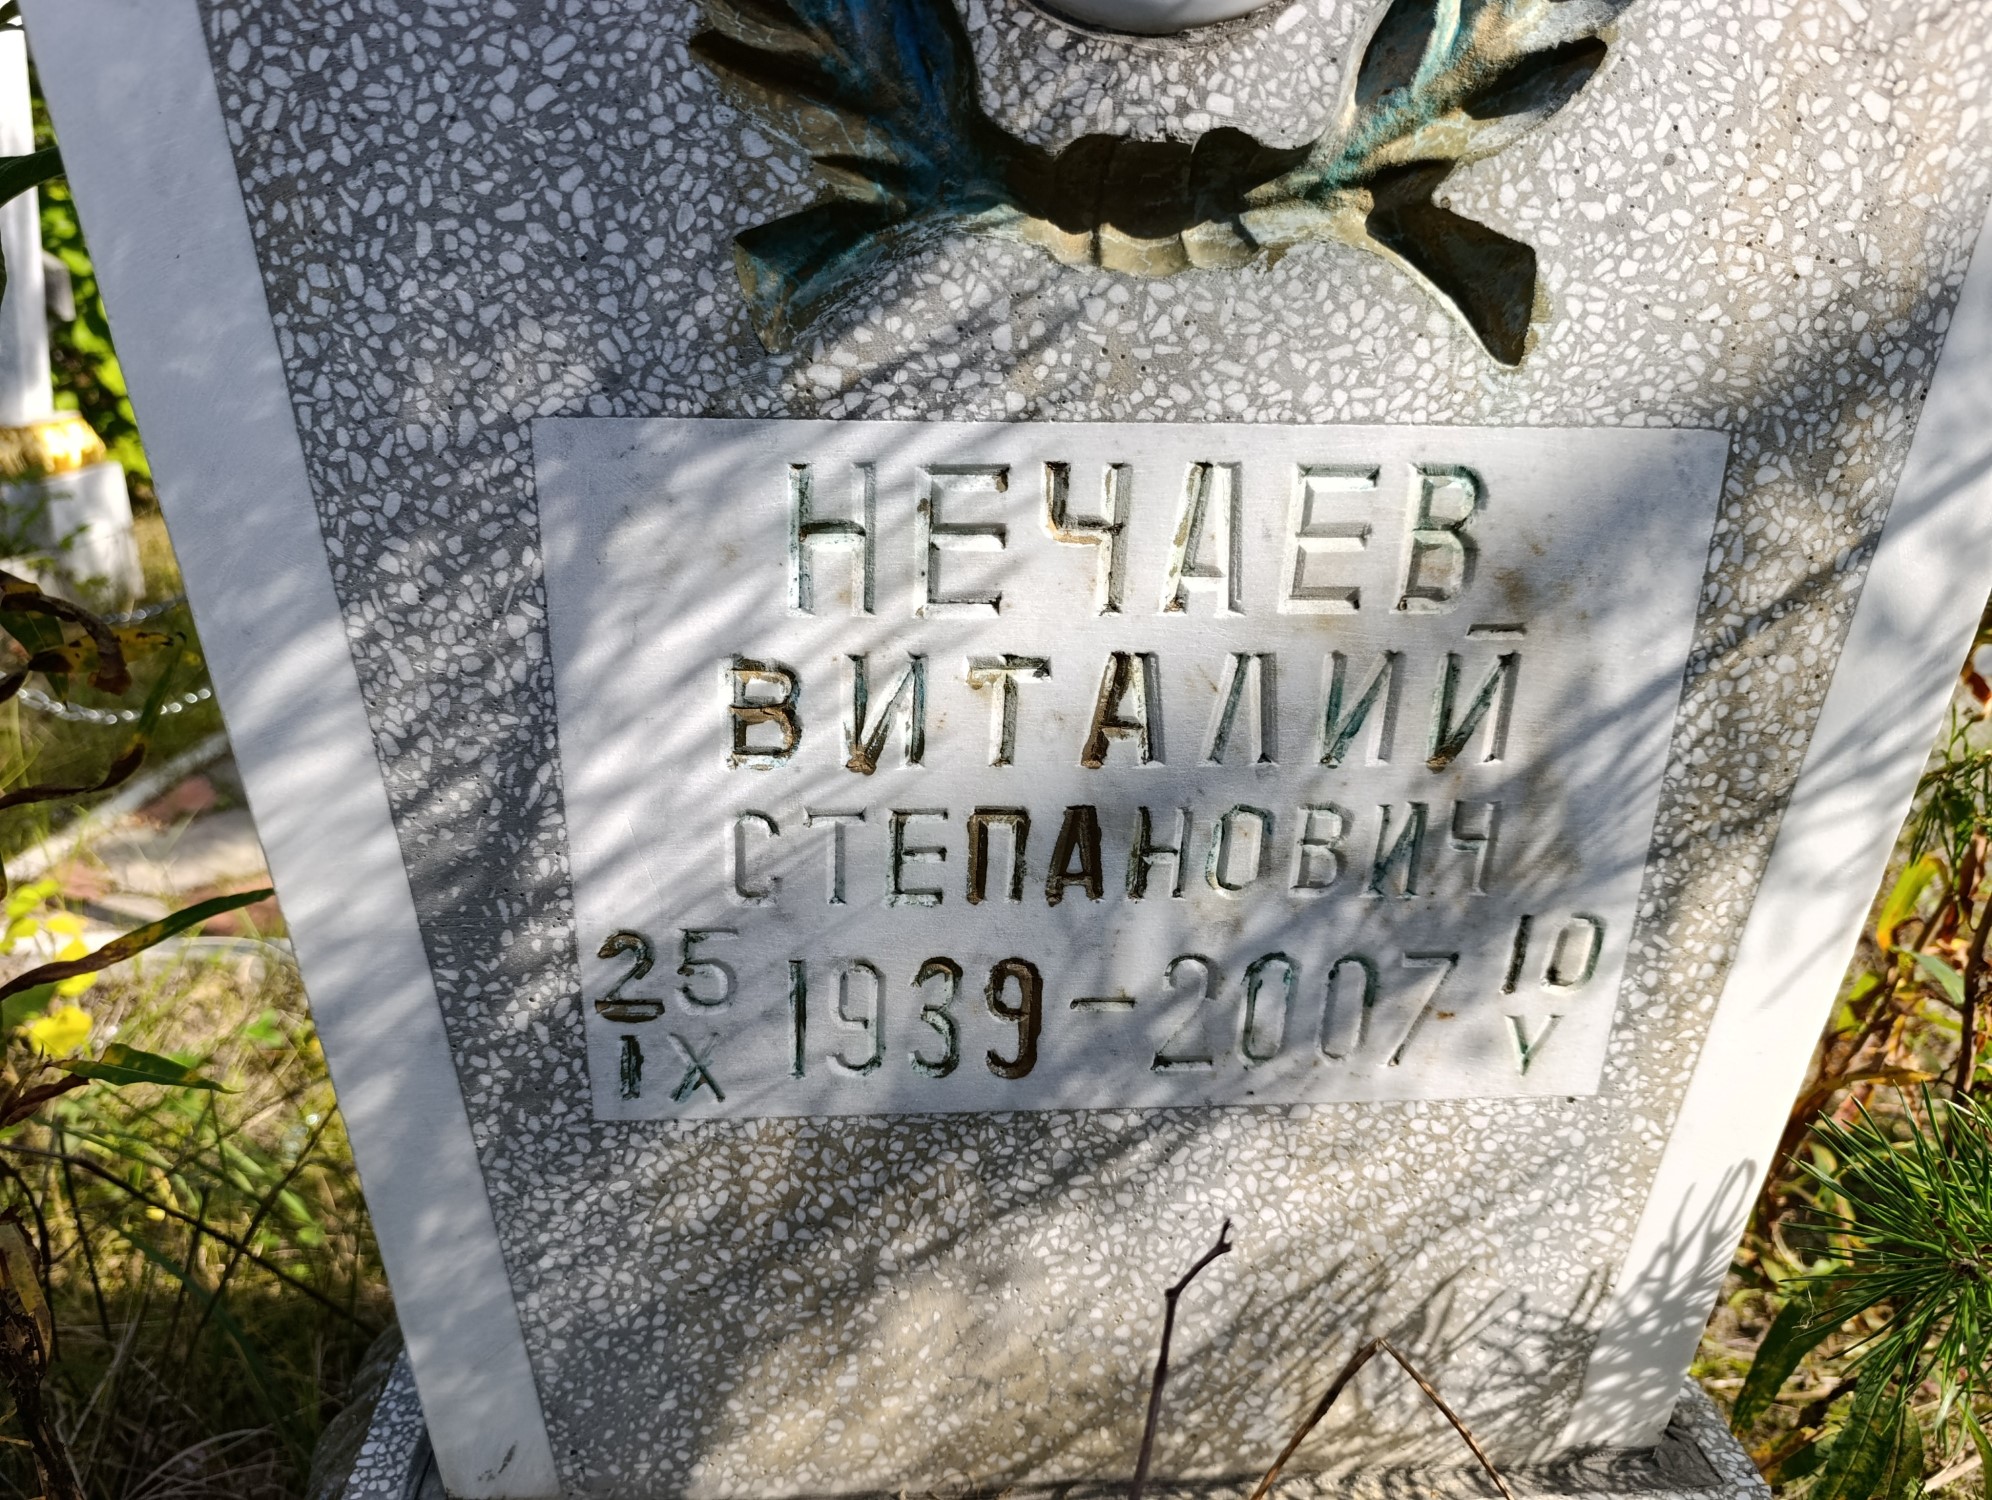 НЕЧАЕВ
ВИТАЛИЙ
СТЕПАНОВИЧ
25 IX 1939-2007 10 V